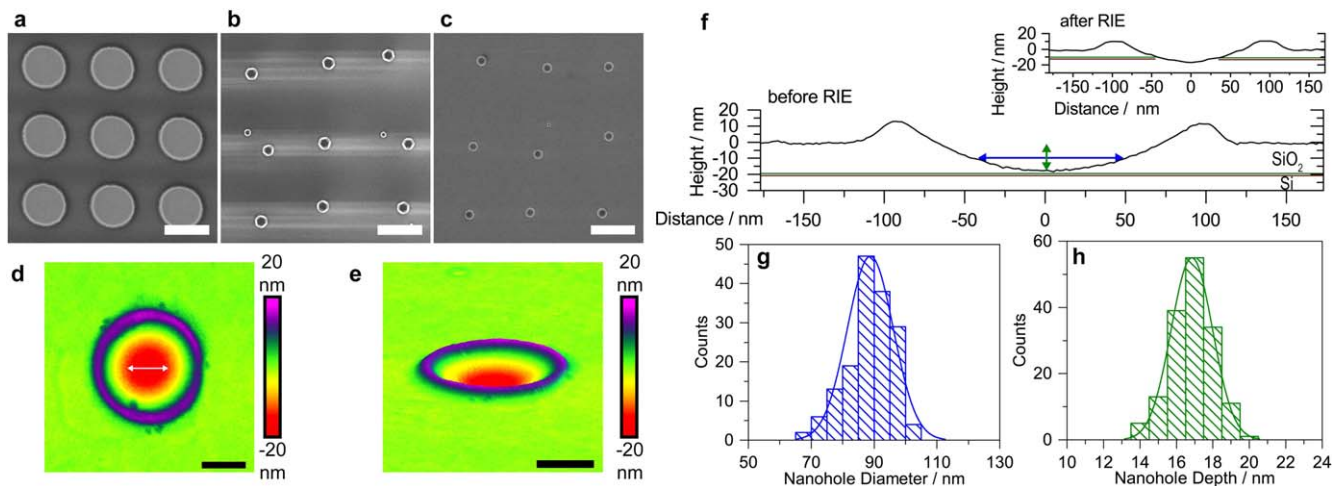 a
b
c
d
20
nm
-20
nm
e
20
nm
-20
nm
f
after RIE
Height / nm
20
10
0
-10
-20
-150 -100 -50 0 50 100 150
Distance / nm
before RIE
Height / nm
20
10
0
-10
-20
-30
SiO2
Si
Distance / nm
-150 -100 -50 0 50 100 150
g
Counts
50
40
30
20
10
0
50 70 90 110 130
Nanohole Diameter / nm
h
Counts
60
40
20
0
10 12 14 16 18 20 22 24
Nanohole Depth / nm